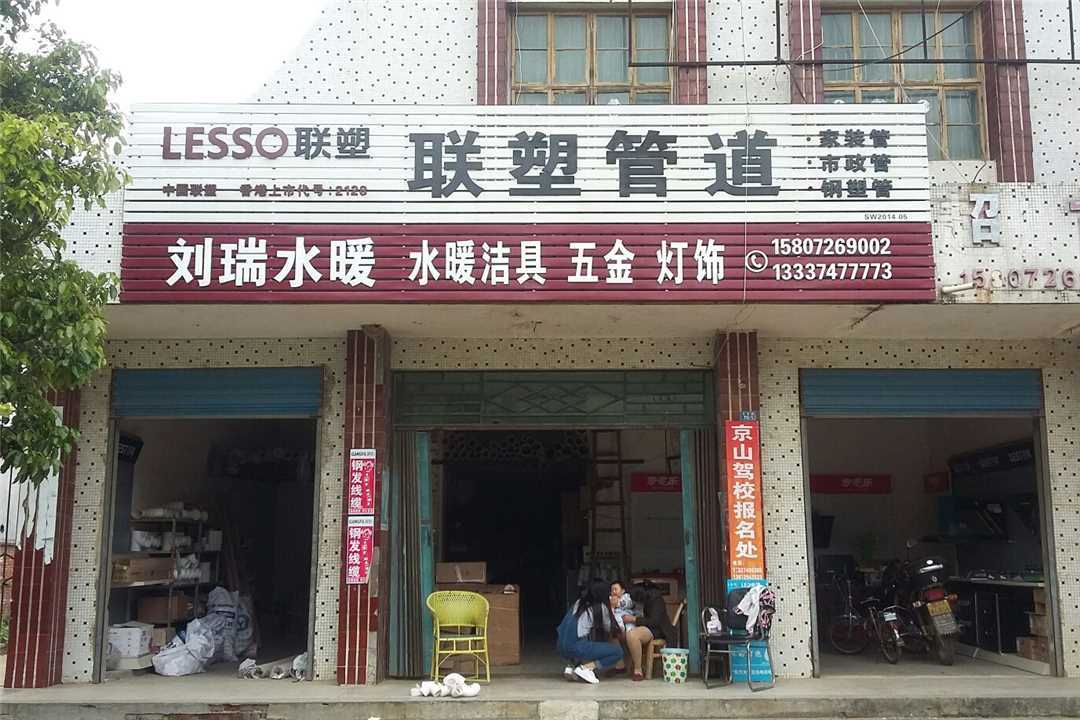 LESSO联塑
中国联塑 香港上市代号:2128
联塑管道
·家装管
·市政管
·钢塑管
SW2014 05
刘瑞水暖 水暖洁具 五金 灯饰
15807269002
13337477773
召
1580726
钢发线缆
钢发线缆
京山驾校报名处